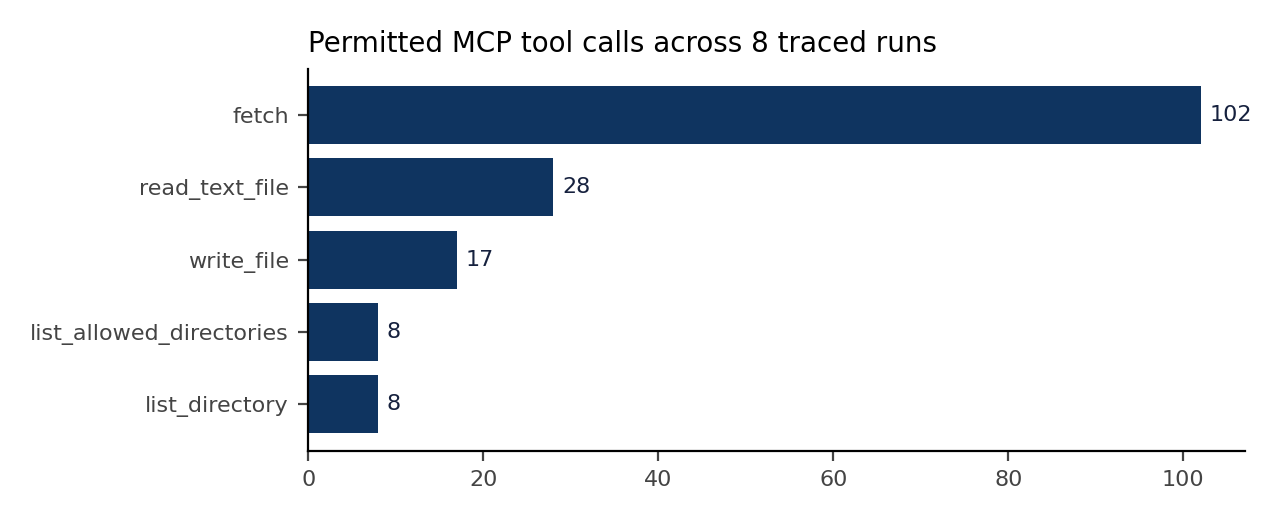 Permitted MCP tool calls across 8 traced runs
fetch 102
read_text_file 28
write_file 17
list_allowed_directories 8
list_directory 8
0 20 40 60 80 100